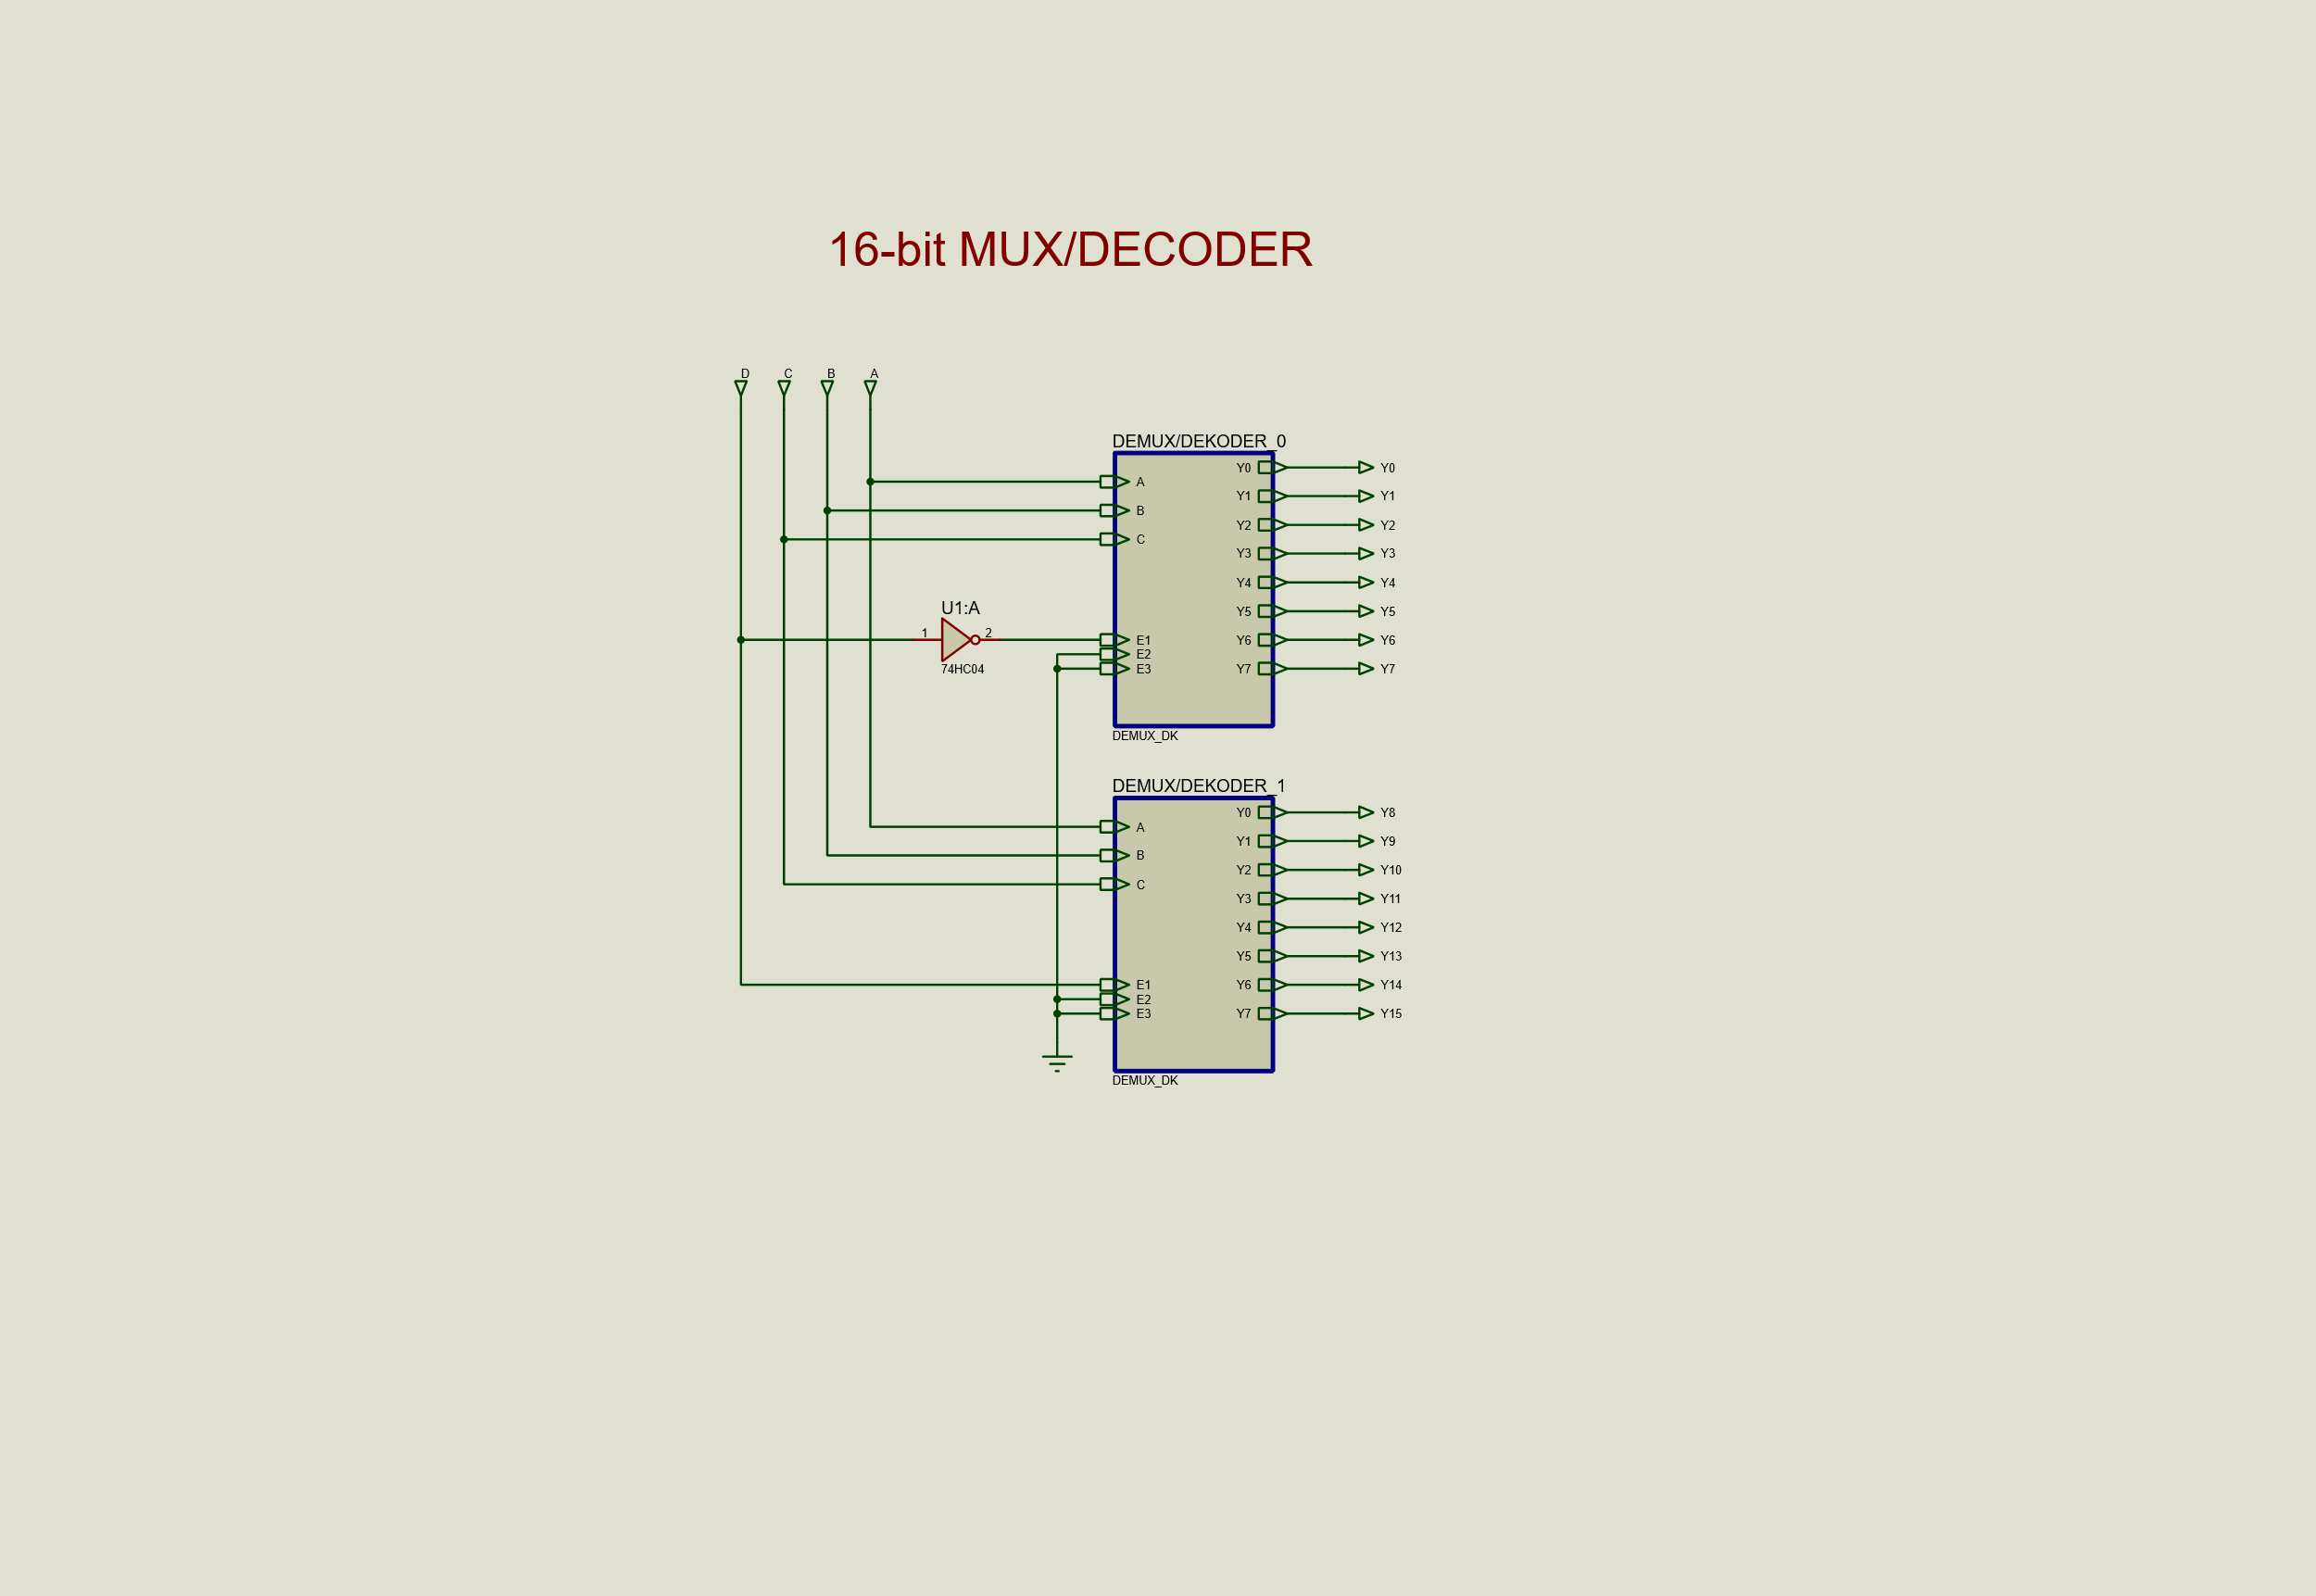 16-bit MUX/DECODER
D C B A
DEMUX/DEKODER_0
A
B
C
E1
E2
E3
Y0
Y1
Y2
Y3
Y4
Y5
Y6
Y7
Y0
Y1
Y2
Y3
Y4
Y5
Y6
Y7
DEMUX_DK
U1:A
1 2
74HC04
DEMUX/DEKODER_1
A
B
C
E1
E2
E3
Y0
Y1
Y2
Y3
Y4
Y5
Y6
Y7
Y8
Y9
Y10
Y11
Y12
Y13
Y14
Y15
DEMUX_DK